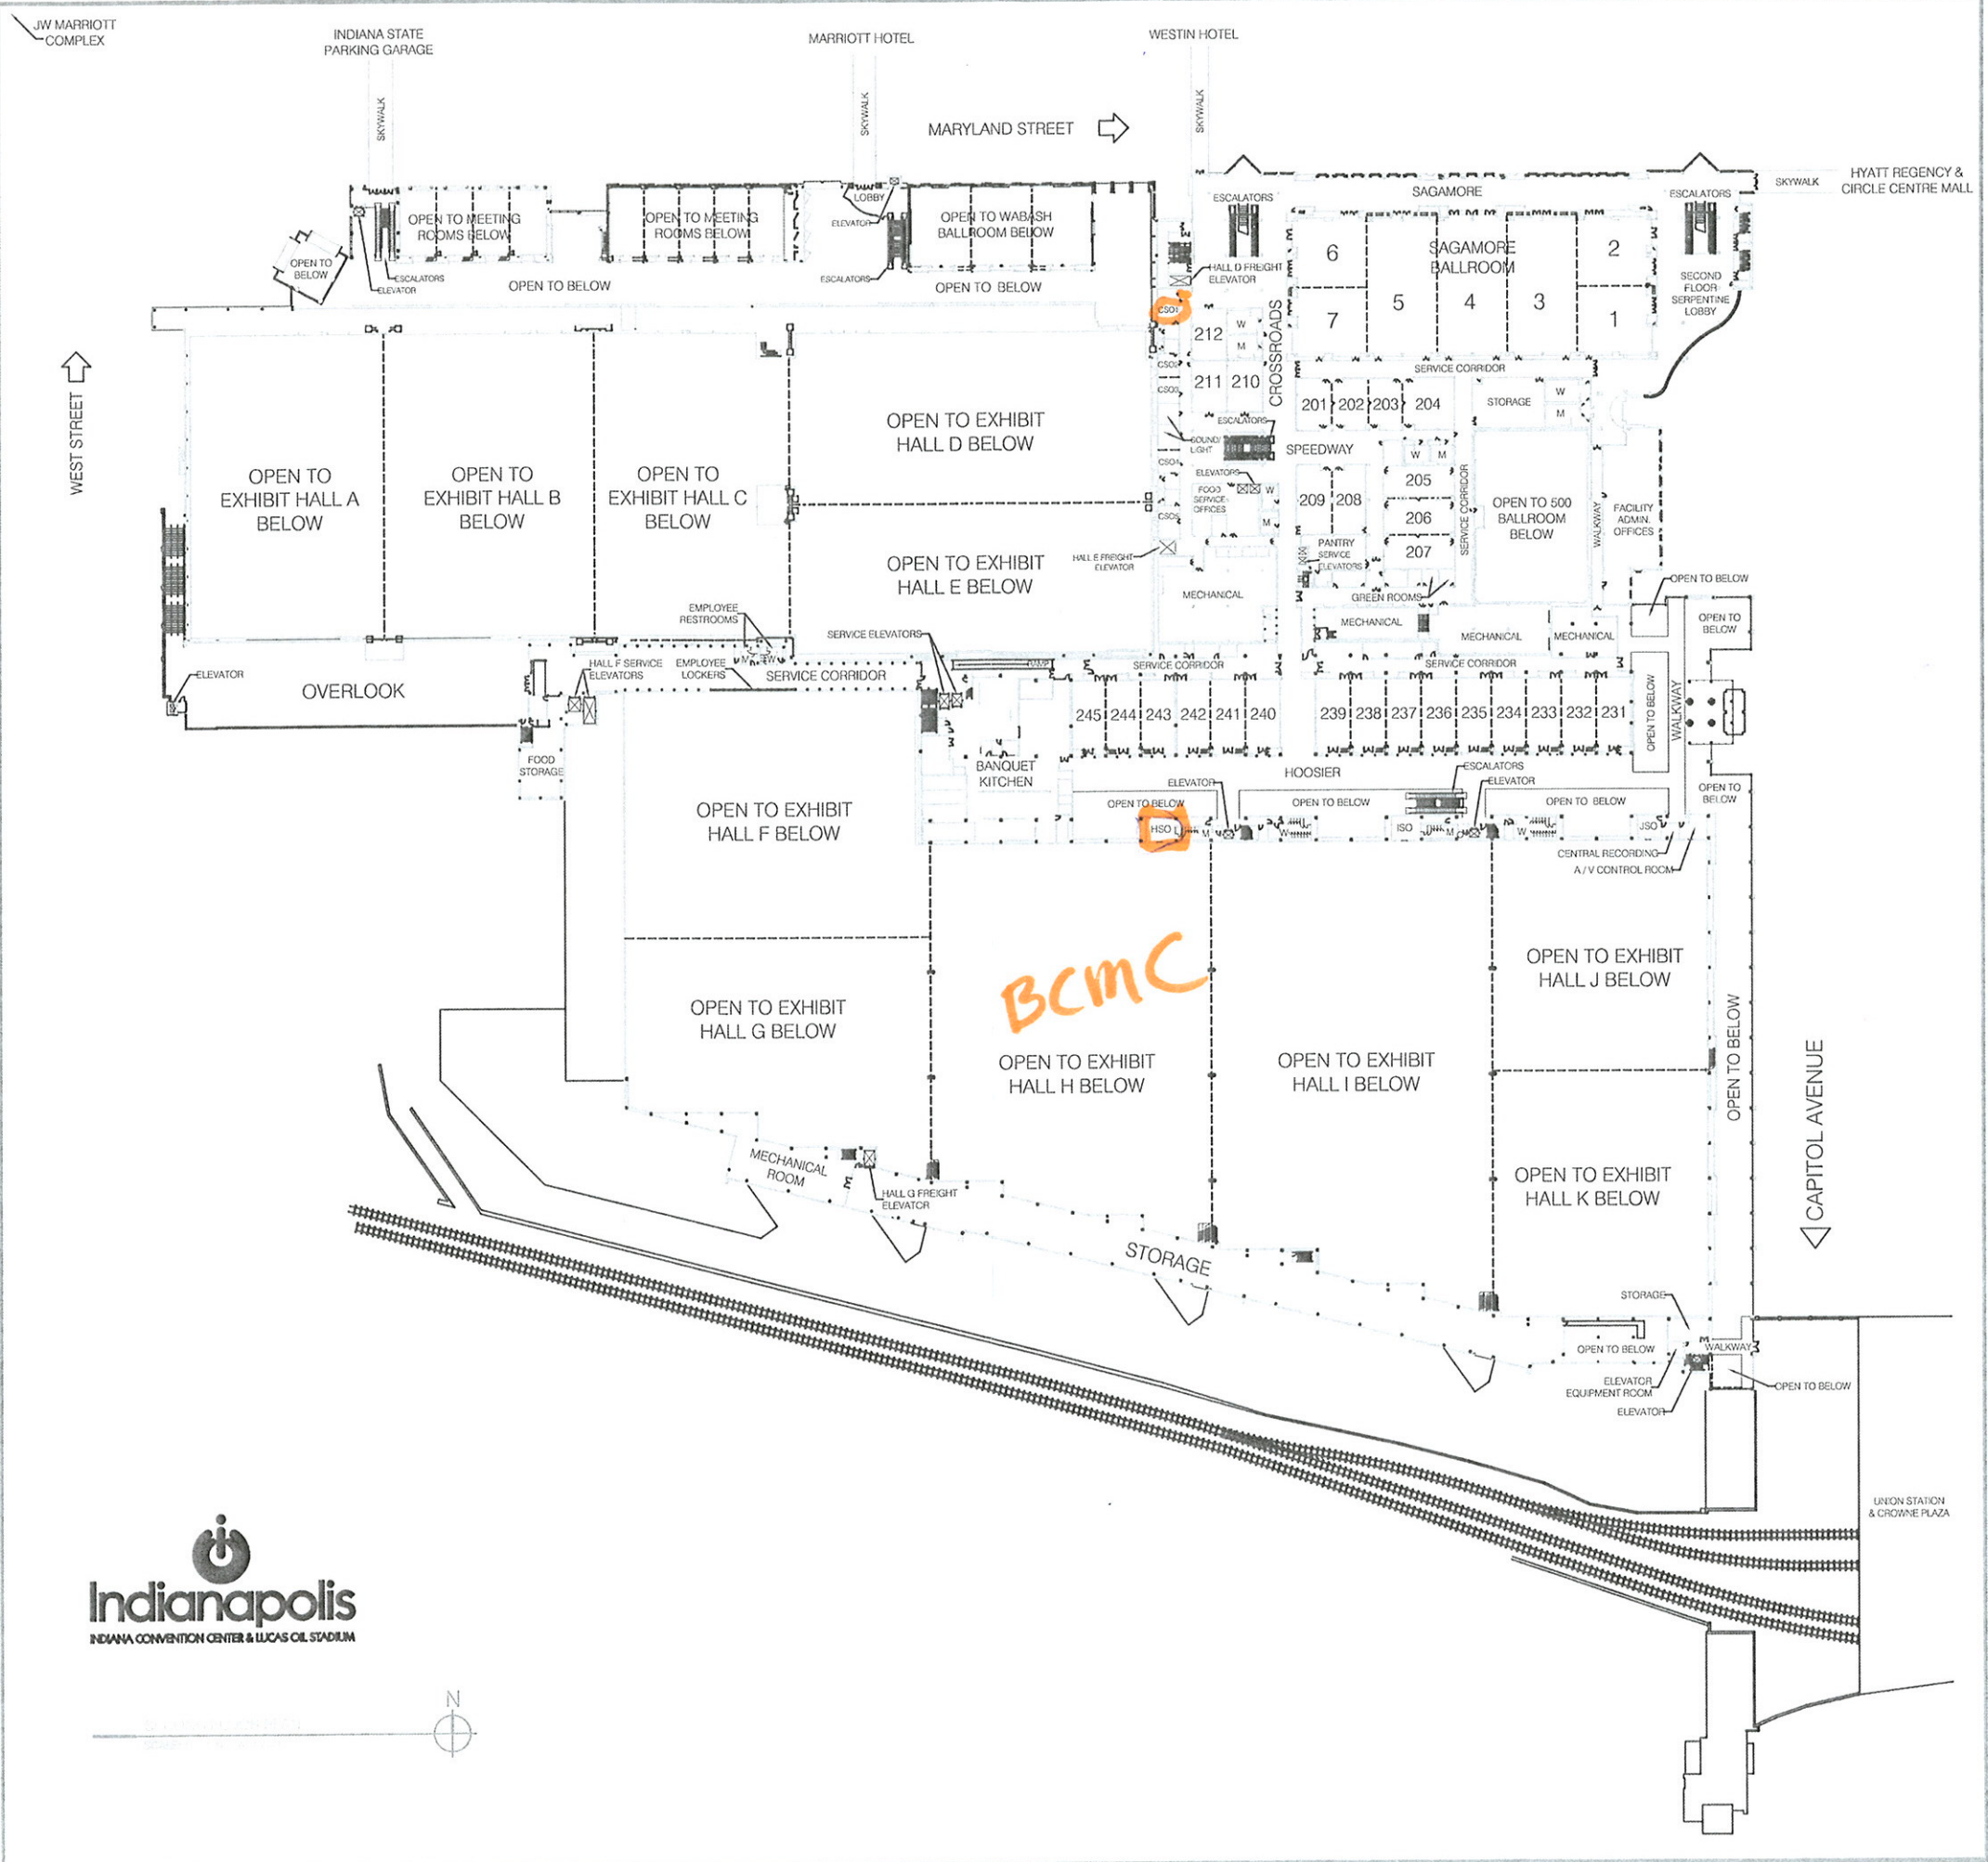 JW MARRIOTT
COMPLEX
INDIANA STATE
PARKING GARAGE
MARRIOTT HOTEL
WESTIN HOTEL
SKYWALK
SKYWALK
SKYWALK
MARYLAND STREET
HYATT REGENCY &
CIRCLE CENTRE MALL
SKYWALK
OPEN TO MEETING
ROOMS BELOW
OPEN TO MEETING
ROOMS BELOW
LOBBY
ELEVATOR
OPEN TO WABASH
BALLROOM BELOW
ESCALATORS
SAGAMORE
ESCALATORS
OPEN TO
BELOW
ESCALATORS
ELEVATOR
OPEN TO BELOW
ESCALATORS
OPEN TO BELOW
HALL D FREIGHT
ELEVATOR
6
SAGAMORE
BALLROOM
2
7
5
4
3
1
SECOND
FLOOR
SERPENTINE
LOBBY
CSO1
212
W
M
CROSSROADS
SERVICE CORRIDOR
CSO2
CSO3
211
210
201
202
203
204
STORAGE
W
M
WEST STREET
OPEN TO EXHIBIT
HALL D BELOW
ESCALATORS
SOUND/
LIGHT
SPEEDWAY
W
M
CSO4
ELEVATORS
OPEN TO
EXHIBIT HALL A
BELOW
OPEN TO
EXHIBIT HALL B
BELOW
OPEN TO
EXHIBIT HALL C
BELOW
FOOD
SERVICE
OFFICES
W
M
CSO5
209
208
205
206
207
SERVICE CORRIDOR
OPEN TO 500
BALLROOM
BELOW
WALKWAY
FACILITY
ADMIN.
OFFICES
OPEN TO EXHIBIT
HALL E BELOW
HALL E FREIGHT
ELEVATOR
PANTRY
SERVICE
ELEVATORS
MECHANICAL
GREEN ROOMS
OPEN TO BELOW
EMPLOYEE
RESTROOMS
MECHANICAL
MECHANICAL
MECHANICAL
OPEN TO
BELOW
SERVICE ELEVATORS
M
W
ELEVATOR
OVERLOOK
HALL F SERVICE
ELEVATORS
EMPLOYEE
LOCKERS
SERVICE CORRIDOR
RAMP
SERVICE CORRIDOR
SERVICE CORRIDOR
245
244
243
242
241
240
239
238
237
236
235
234
233
232
231
OPEN TO BELOW
WALKWAY
FOOD
STORAGE
BANQUET
KITCHEN
HOOSIER
ESCALATORS
ELEVATOR
ELEVATOR
OPEN TO BELOW
OPEN TO BELOW
OPEN TO BELOW
OPEN TO
BELOW
OPEN TO EXHIBIT
HALL F BELOW
HSO
M
W
ISO
M
W
JSO
CENTRAL RECORDING
A / V CONTROL ROOM
BCMC
OPEN TO EXHIBIT
HALL J BELOW
OPEN TO EXHIBIT
HALL G BELOW
OPEN TO EXHIBIT
HALL H BELOW
OPEN TO EXHIBIT
HALL I BELOW
OPEN TO BELOW
CAPITOL AVENUE
MECHANICAL
ROOM
HALL G FREIGHT
ELEVATOR
OPEN TO EXHIBIT
HALL K BELOW
STORAGE
STORAGE
OPEN TO BELOW
WALKWAY
ELEVATOR
EQUIPMENT ROOM
OPEN TO BELOW
ELEVATOR
UNION STATION
& CROWNE PLAZA
Indianapolis
INDIANA CONVENTION CENTER & LUCAS OIL STADIUM
N